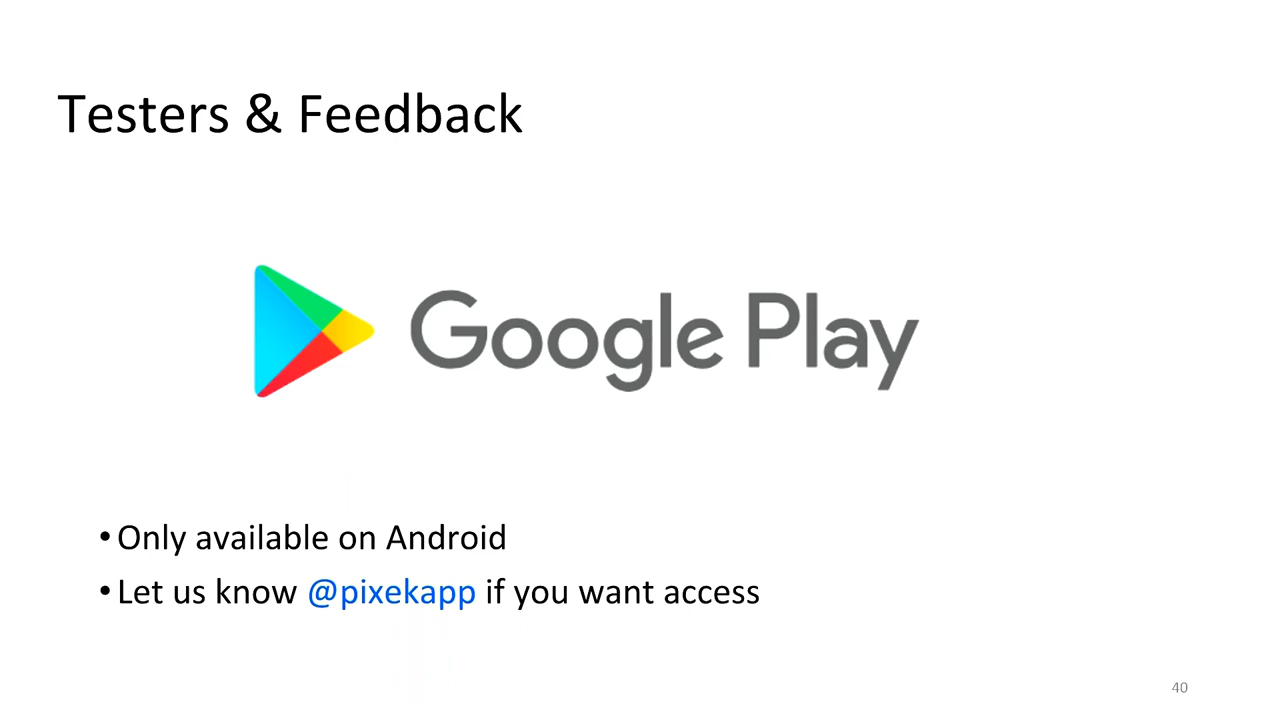 Testers & Feedback
Google Play
• Only available on Android
• Let us know @pixekapp if you want access
40